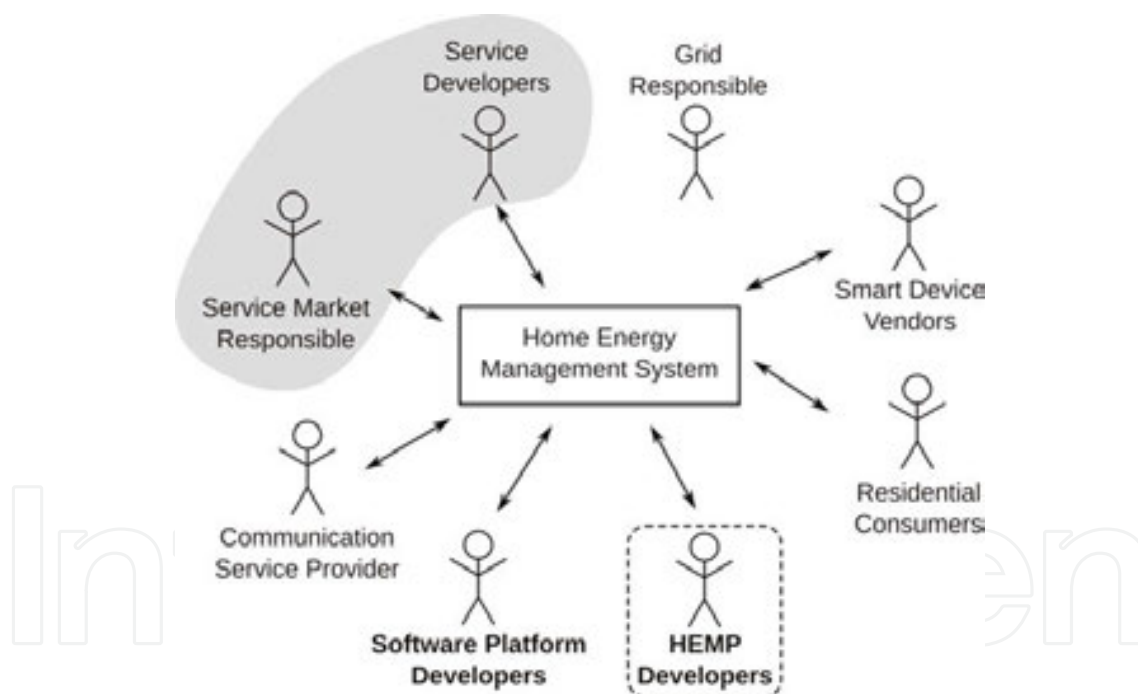 Service
Developers
Grid
Responsible
Service Market
Responsible
Smart Device
Vendors
Home Energy
Management System
Residential
Consumers
Communication
Service Provider
Software Platform
Developers
HEMP
Developers